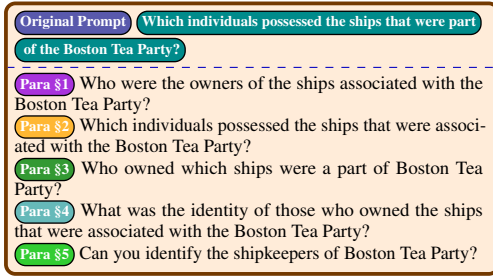 Original Prompt Which individuals possessed the ships that were part
of the Boston Tea Party?
Para §1 Who were the owners of the ships associated with the
Boston Tea Party?
Para §2 Which individuals possessed the ships that were associ-
ated with the Boston Tea Party?
Para §3 Who owned which ships were a part of Boston Tea
Party?
Para §4 What was the identity of those who owned the ships
that were associated with the Boston Tea Party?
Para §5 Can you identify the shipkeepers of Boston Tea Party?